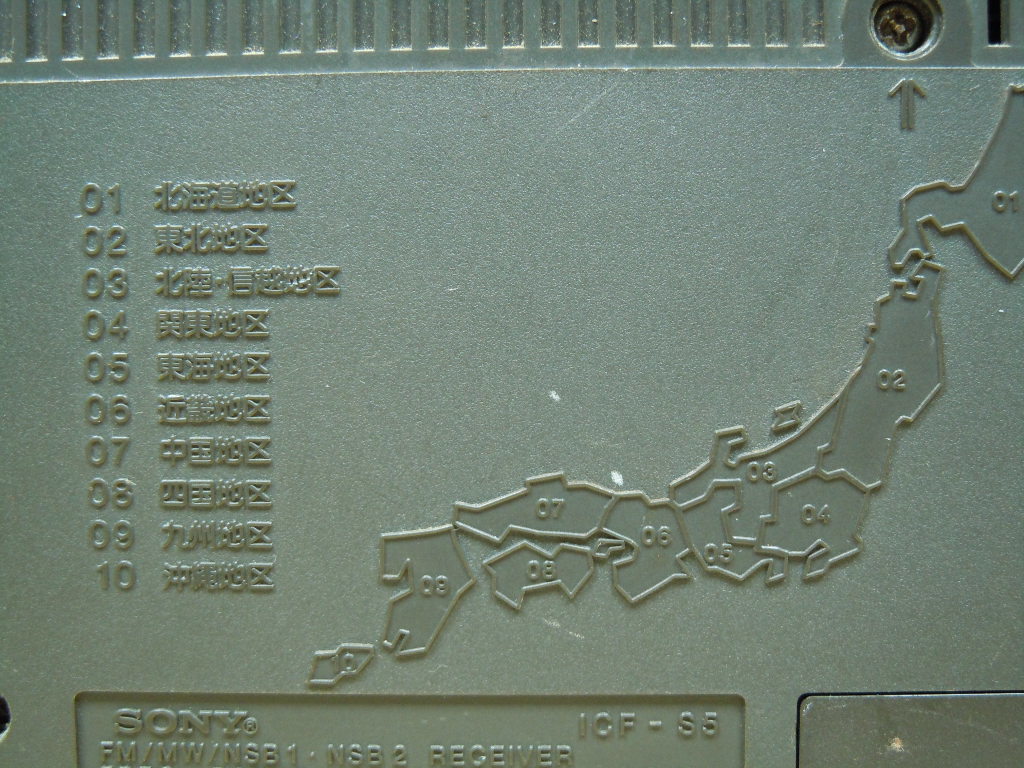 01 北海道地区
02 東北地区
03 北陸・信越地区
04 関東地区
05 東海地区
06 近畿地区
07 中国地区
08 四国地区
09 九州地区
10 沖縄地区
01
02
03
04
05
06
07
08
09
10
SONY® ICF-S5
FM/MW/NSB1・NSB2 RECEIVER